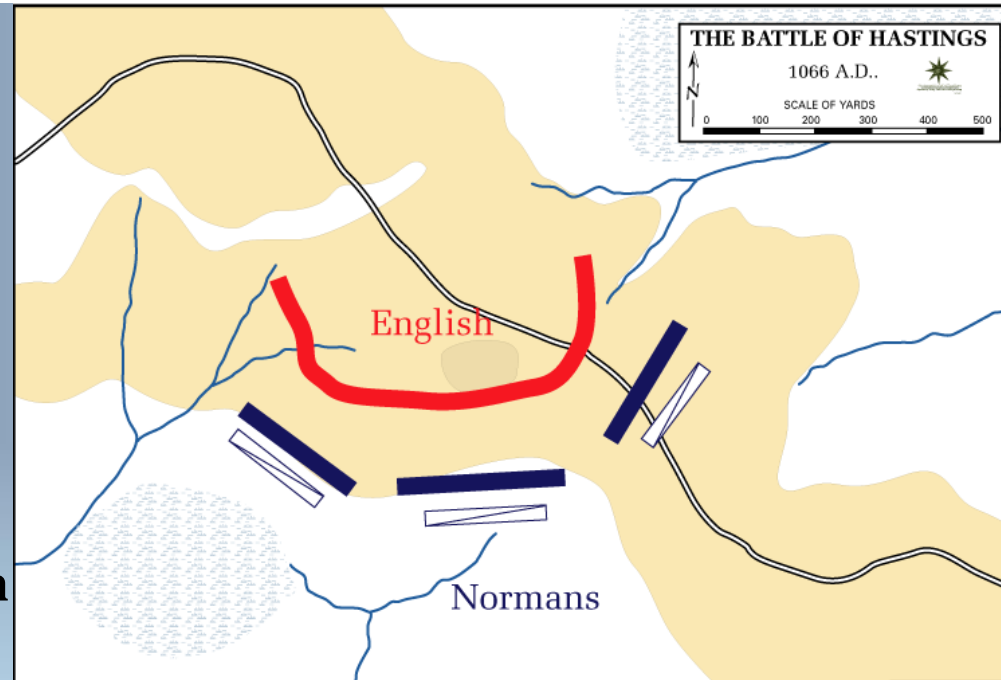 THE BATTLE OF HASTINGS
1066 A.D..
N
SCALE OF YARDS
0 100 200 300 400 500
English
Normans